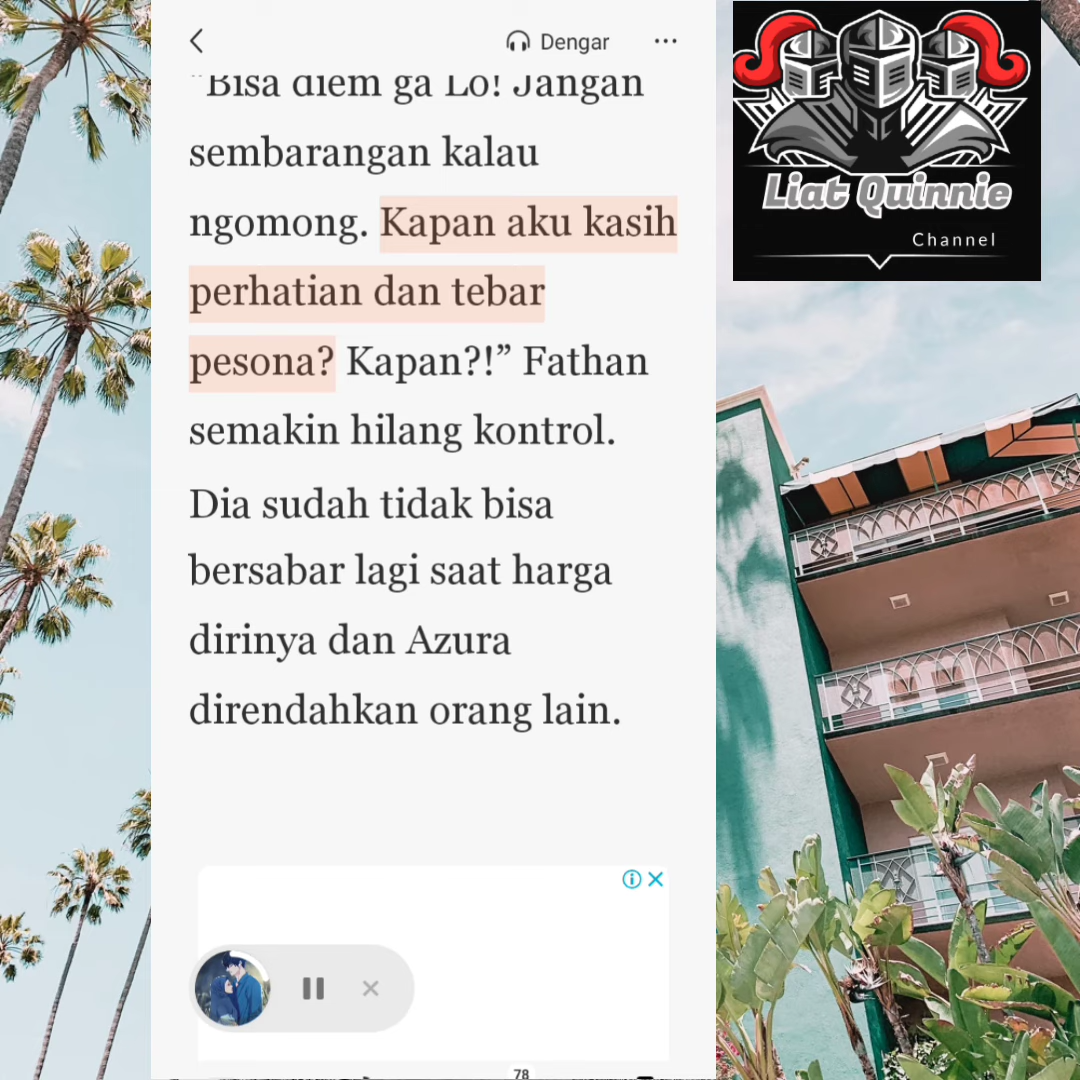 Dengar
"Bisa diem ga Lo! Jangan
sembarangan kalau
ngomong. Kapan aku kasih
perhatian dan tebar
pesona? Kapan?!” Fathan
semakin hilang kontrol.
Dia sudah tidak bisa
bersabar lagi saat harga
dirinya dan Azura
direndahkan orang lain.
78
Liat Quinnie
Channel